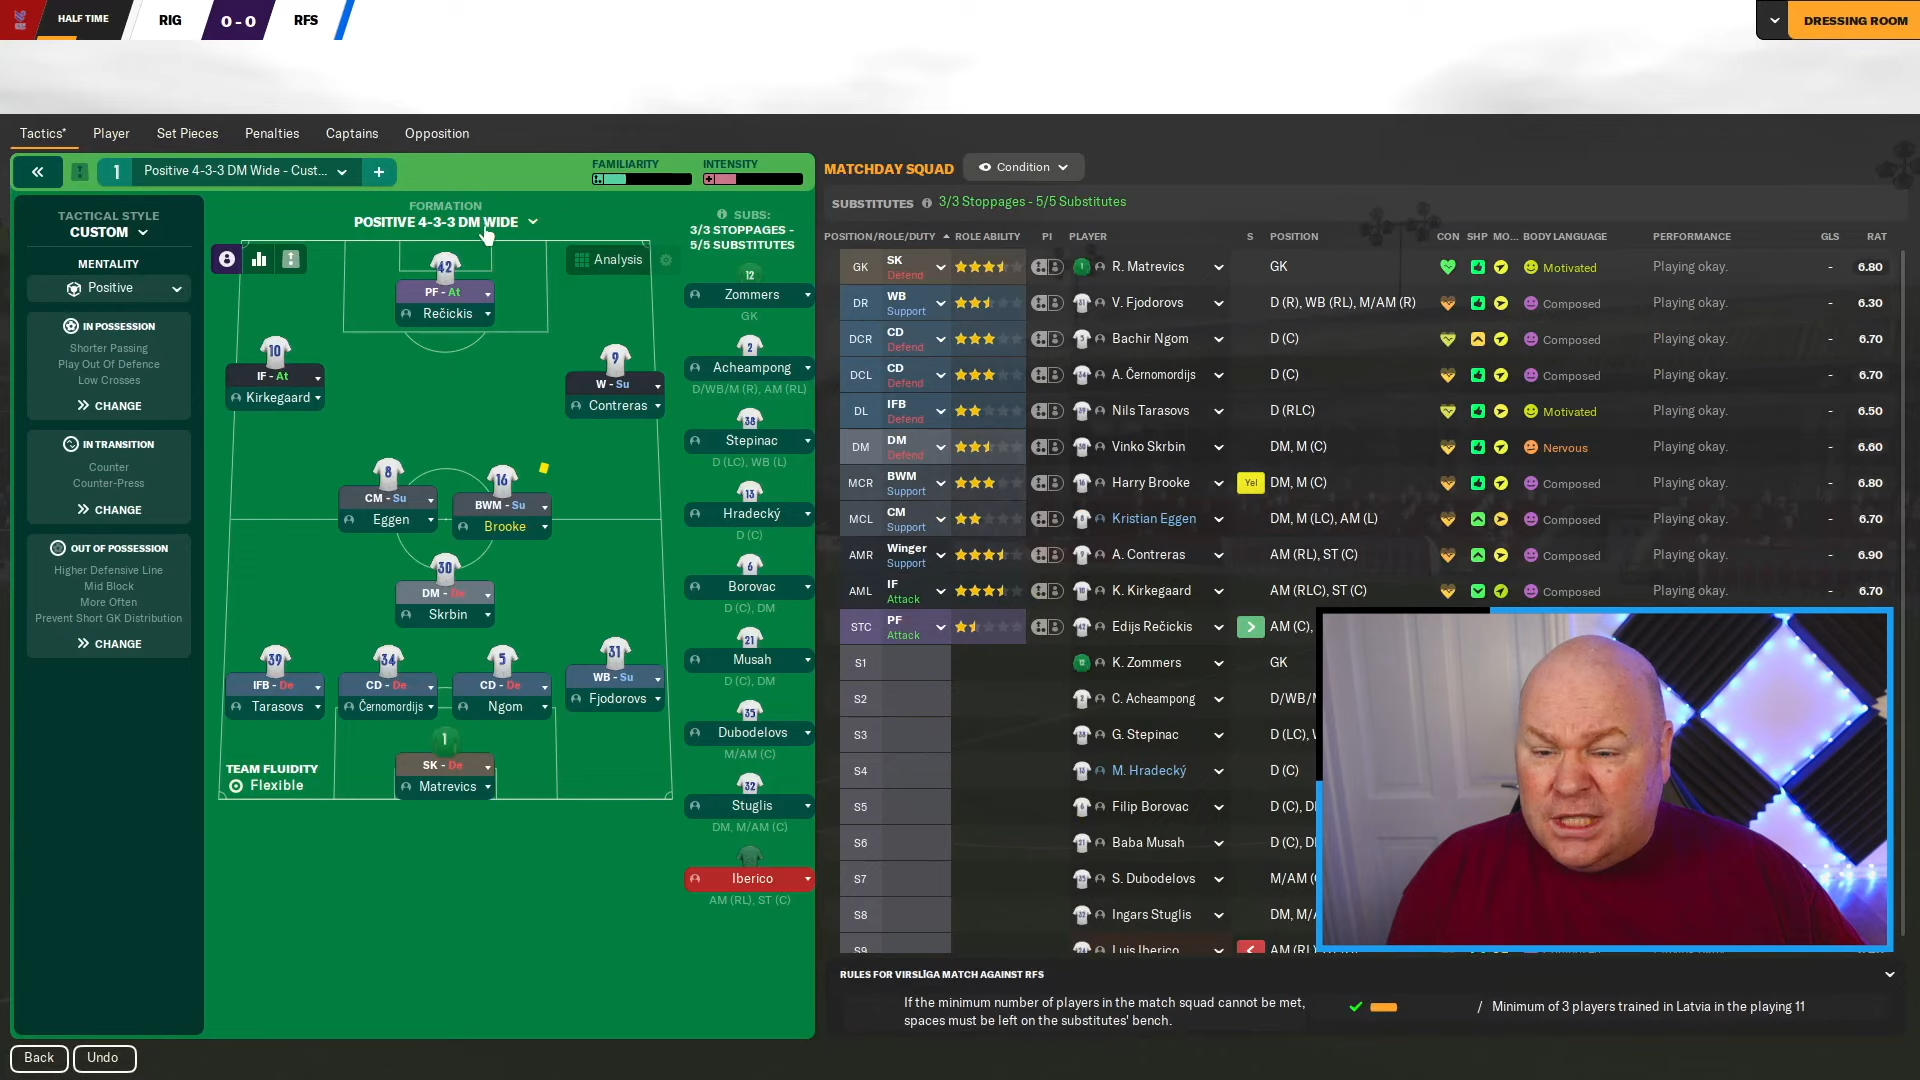 HALF TIME
RIG
0 - 0
RFS
DRESSING ROOM
Tactics*
Player
Set Pieces
Penalties
Captains
Opposition
1
Positive 4-3-3 DM Wide - Cust...
FAMILIARITY
INTENSITY
TACTICAL STYLE
CUSTOM
MENTALITY
Positive
IN POSSESSION
Shorter Passing
Play Out Of Defence
Low Crosses
CHANGE
IN TRANSITION
Counter
Counter-Press
CHANGE
OUT OF POSSESSION
Higher Defensive Line
Mid Block
More Often
Prevent Short GK Distribution
CHANGE
FORMATION
POSITIVE 4-3-3 DM WIDE
Analysis
42
PF - At
Rečickis
10
IF - At
Kirkegaard
9
W - Su
Contreras
8
CM - Su
Eggen
16
BWM - Su
Brooke
30
DM - De
Skrbin
39
IFB - De
Tarasovs
34
CD - De
Černomordijs
5
CD - De
Ngom
31
WB - Su
Fjodorovs
1
SK - De
Matrevics
TEAM FLUIDITY
Flexible
SUBS:
3/3 STOPPAGES -
5/5 SUBSTITUTES
12
Zommers
GK
2
Acheampong
D/WB/M (R), AM (RL)
38
Stepinac
D (LC), WB (L)
13
Hradecký
D (C)
6
Borovac
D (C), DM
21
Musah
D (C), DM
35
Dubodelovs
M/AM (C)
32
Stuglis
DM, M/AM (C)
Iberico
AM (RL), ST (C)
MATCHDAY SQUAD
Condition
SUBSTITUTES 3/3 Stoppages - 5/5 Substitutes
POSITION/ROLE/DUTY ROLE ABILITY PI PLAYER S POSITION CON SHP MO... BODY LANGUAGE PERFORMANCE GLS RAT
GK SK Defend R. Matrevics GK Motivated Playing okay. - 6.80
DR WB Support V. Fjodorovs D (R), WB (RL), M/AM (R) Composed Playing okay. - 6.30
DCR CD Defend Bachir Ngom D (C) Composed Playing okay. - 6.70
DCL CD Defend A. Černomordijs D (C) Composed Playing okay. - 6.70
DL IFB Defend Nils Tarasovs D (RLC) Motivated Playing okay. - 6.50
DM DM Defend Vinko Skrbin DM, M (C) Nervous Playing okay. - 6.60
MCR BWM Support Harry Brooke Yel DM, M (C) Composed Playing okay. - 6.80
MCL CM Support Kristian Eggen DM, M (LC), AM (L) Composed Playing okay. - 6.70
AMR Winger Support A. Contreras AM (RL), ST (C) Composed Playing okay. - 6.90
AML IF Attack K. Kirkegaard AM (RLC), ST (C) Composed Playing okay. - 6.70
STC PF Attack Edijs Rečickis AM (C),
S1 K. Zommers GK
S2 C. Acheampong D/WB/M
S3 G. Stepinac D (LC),
S4 M. Hradecký D (C)
S5 Filip Borovac D (C),
S6 Baba Musah D (C),
S7 S. Dubodelovs M/AM
S8 Ingars Stuglis DM,
S9 Luis Iberico AM (RL)
RULES FOR VIRSLĪGA MATCH AGAINST RFS
If the minimum number of players in the match squad cannot be met,
spaces must be left on the substitutes' bench.
/ Minimum of 3 players trained in Latvia in the playing 11
Back
Undo